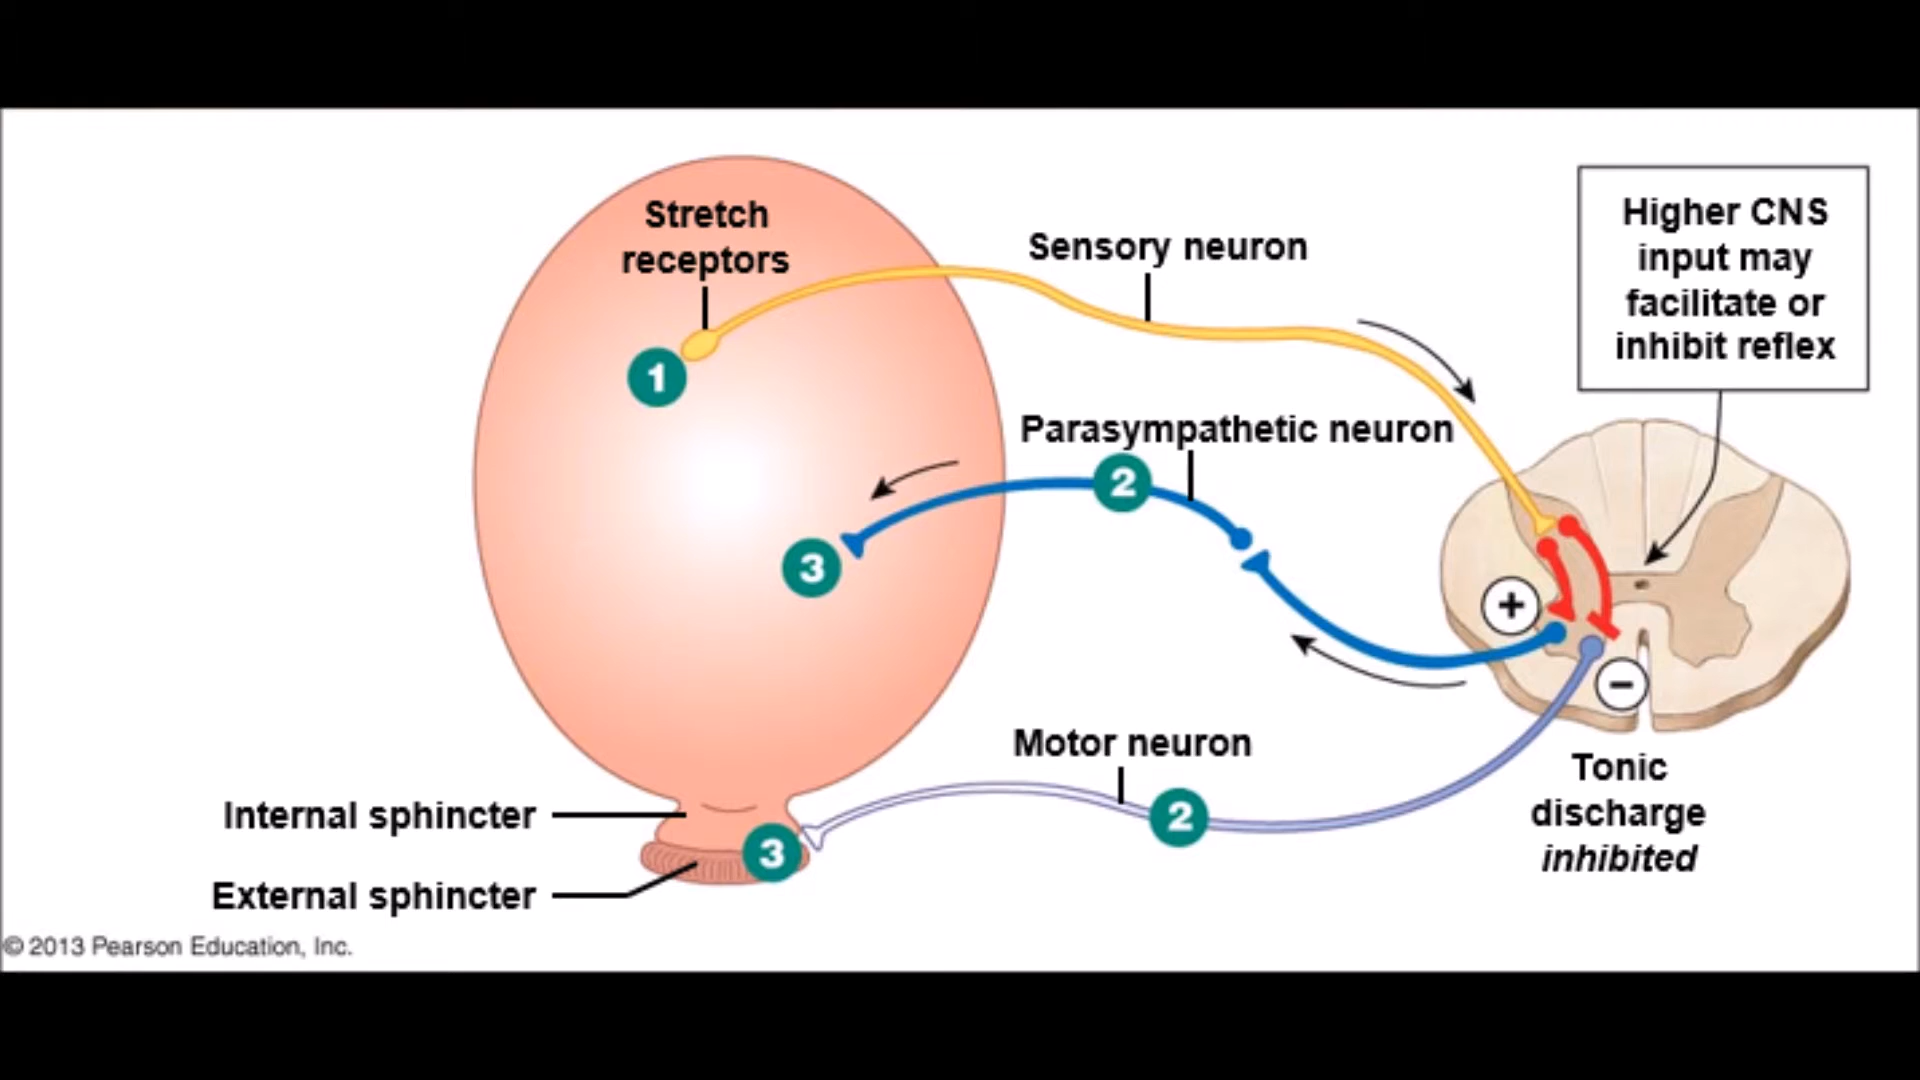 Stretch
receptors
Sensory neuron
Higher CNS
input may
facilitate or
inhibit reflex
1
Parasympathetic neuron
2
3
+
−
Motor neuron
2
Tonic
discharge
inhibited
Internal sphincter
3
External sphincter
© 2013 Pearson Education, Inc.